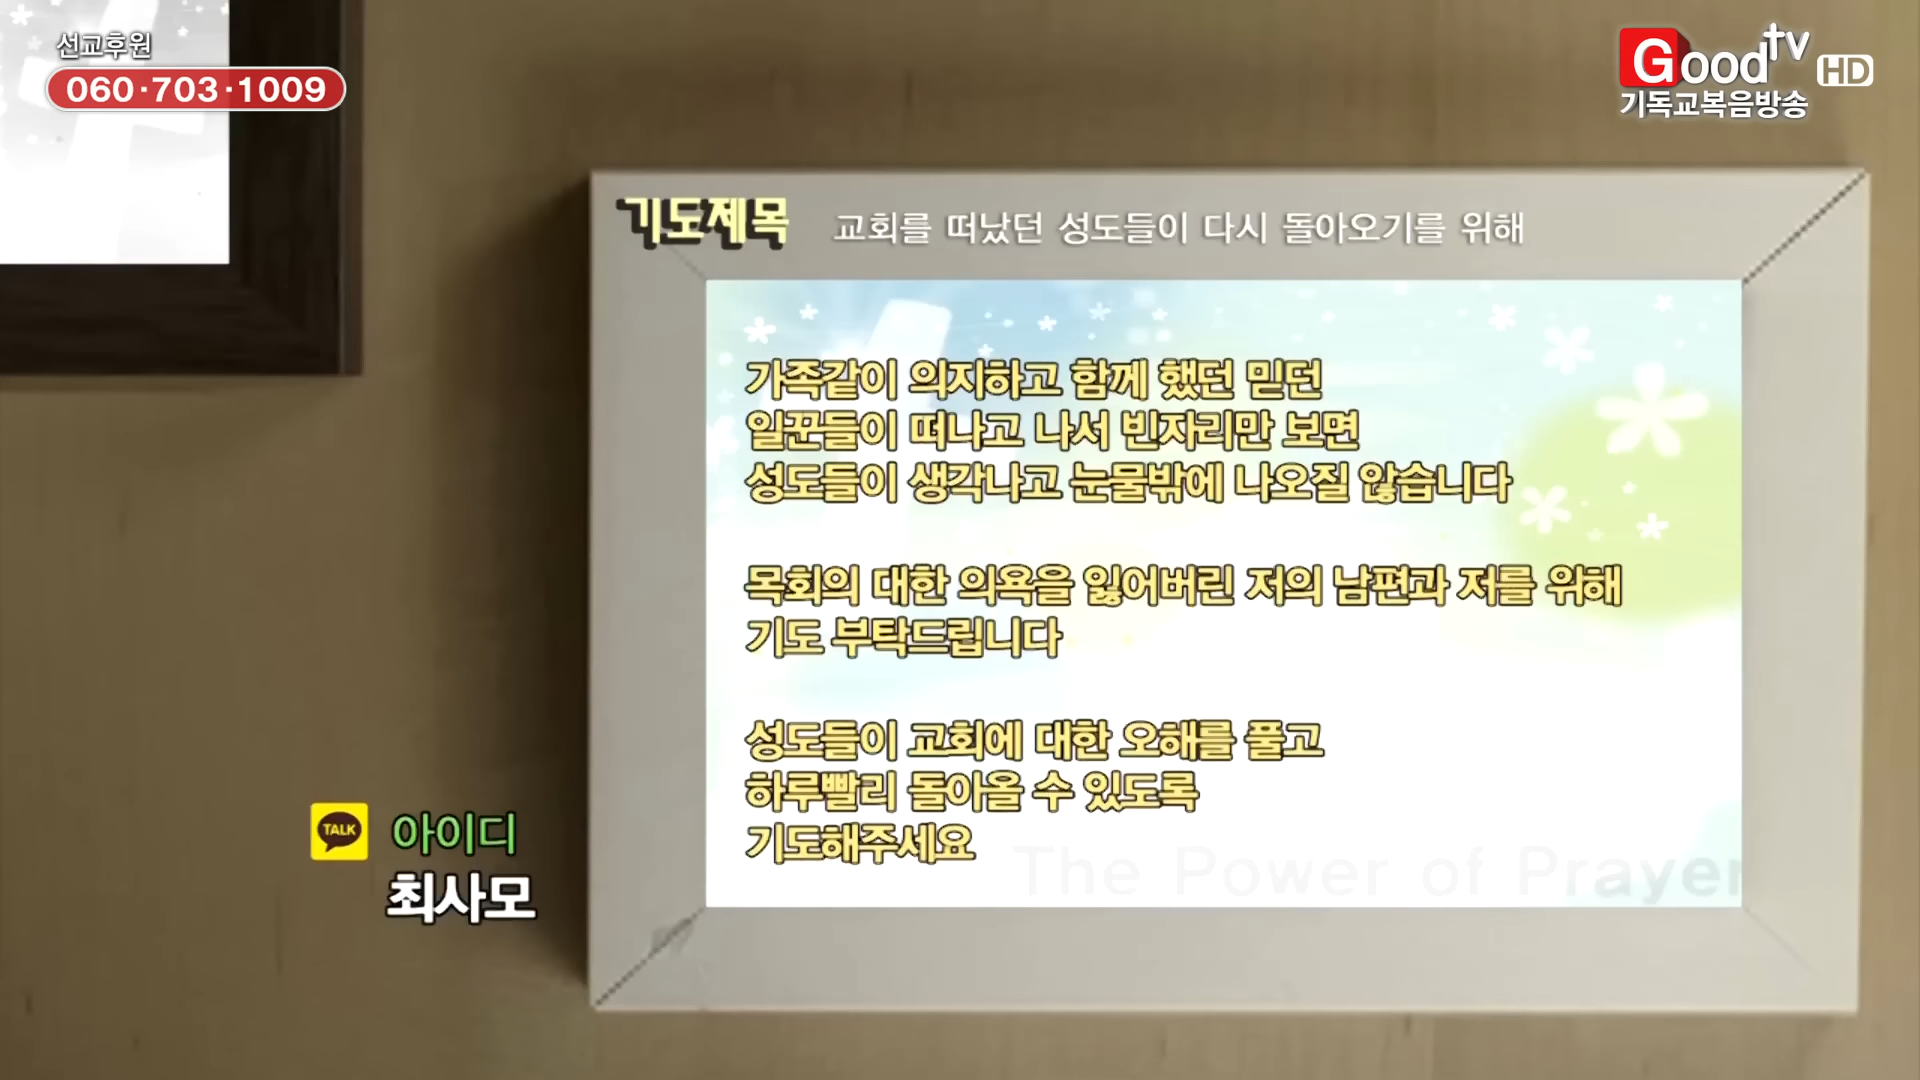 선교후원
060·703·1009
Goodtv HD
기독교복음방송
기도제목 교회를 떠났던 성도들이 다시 돌아오기를 위해
가족같이 의지하고 함께 했던 믿던
일꾼들이 떠나고 나서 빈자리만 보면
성도들이 생각나고 눈물밖에 나오질 않습니다
목회의 대한 의욕을 잃어버린 저의 남편과 저를 위해
기도 부탁드립니다
성도들이 교회에 대한 오해를 풀고
하루빨리 돌아올 수 있도록
기도해주세요
The Power of Prayer
TALK 아이디
최사모